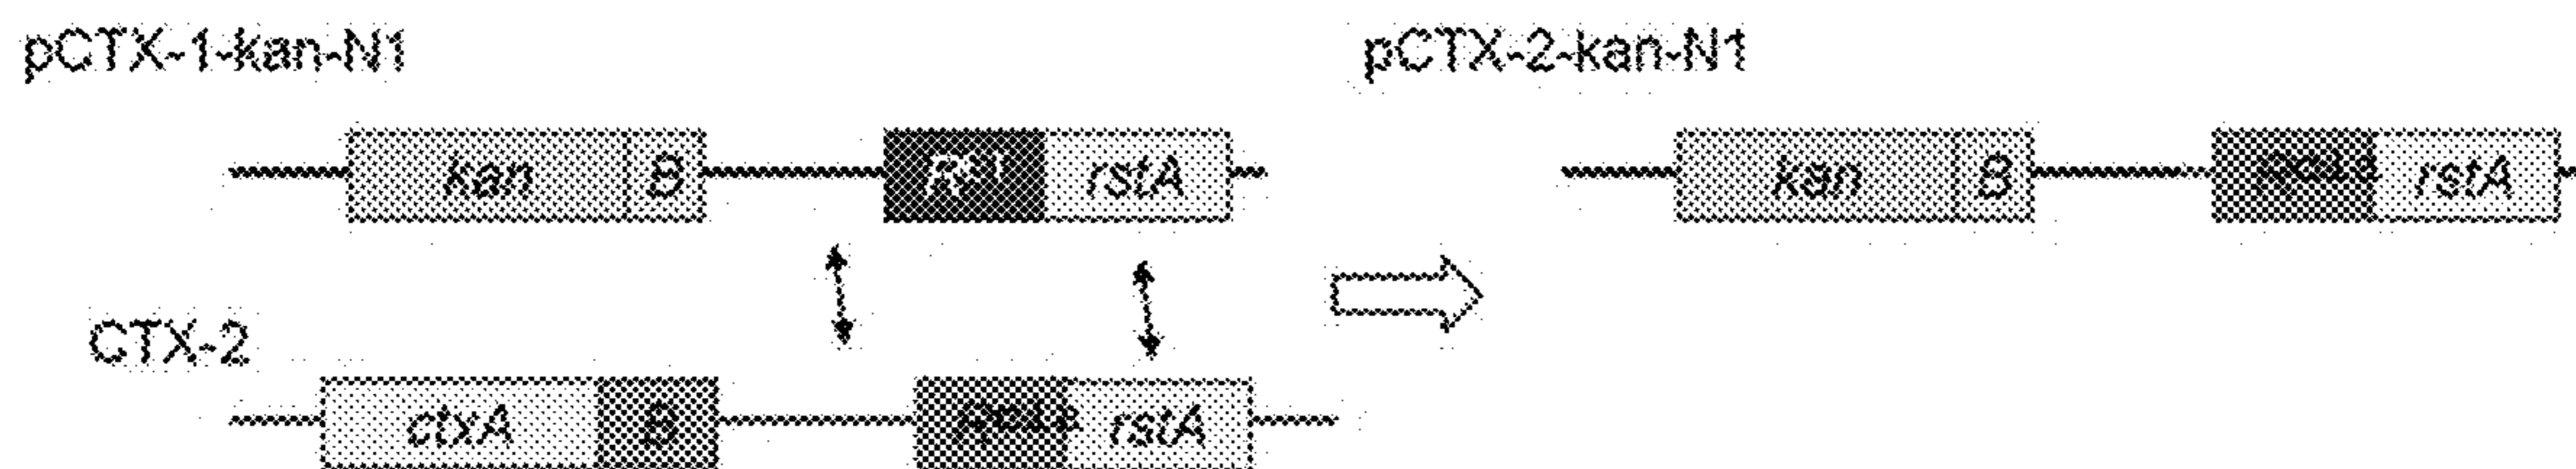 pCTX-1-kan-N1
pCTX-2-kan-N1
kan B rstA
kan B rstA
CTX-2
ctxA B rstA